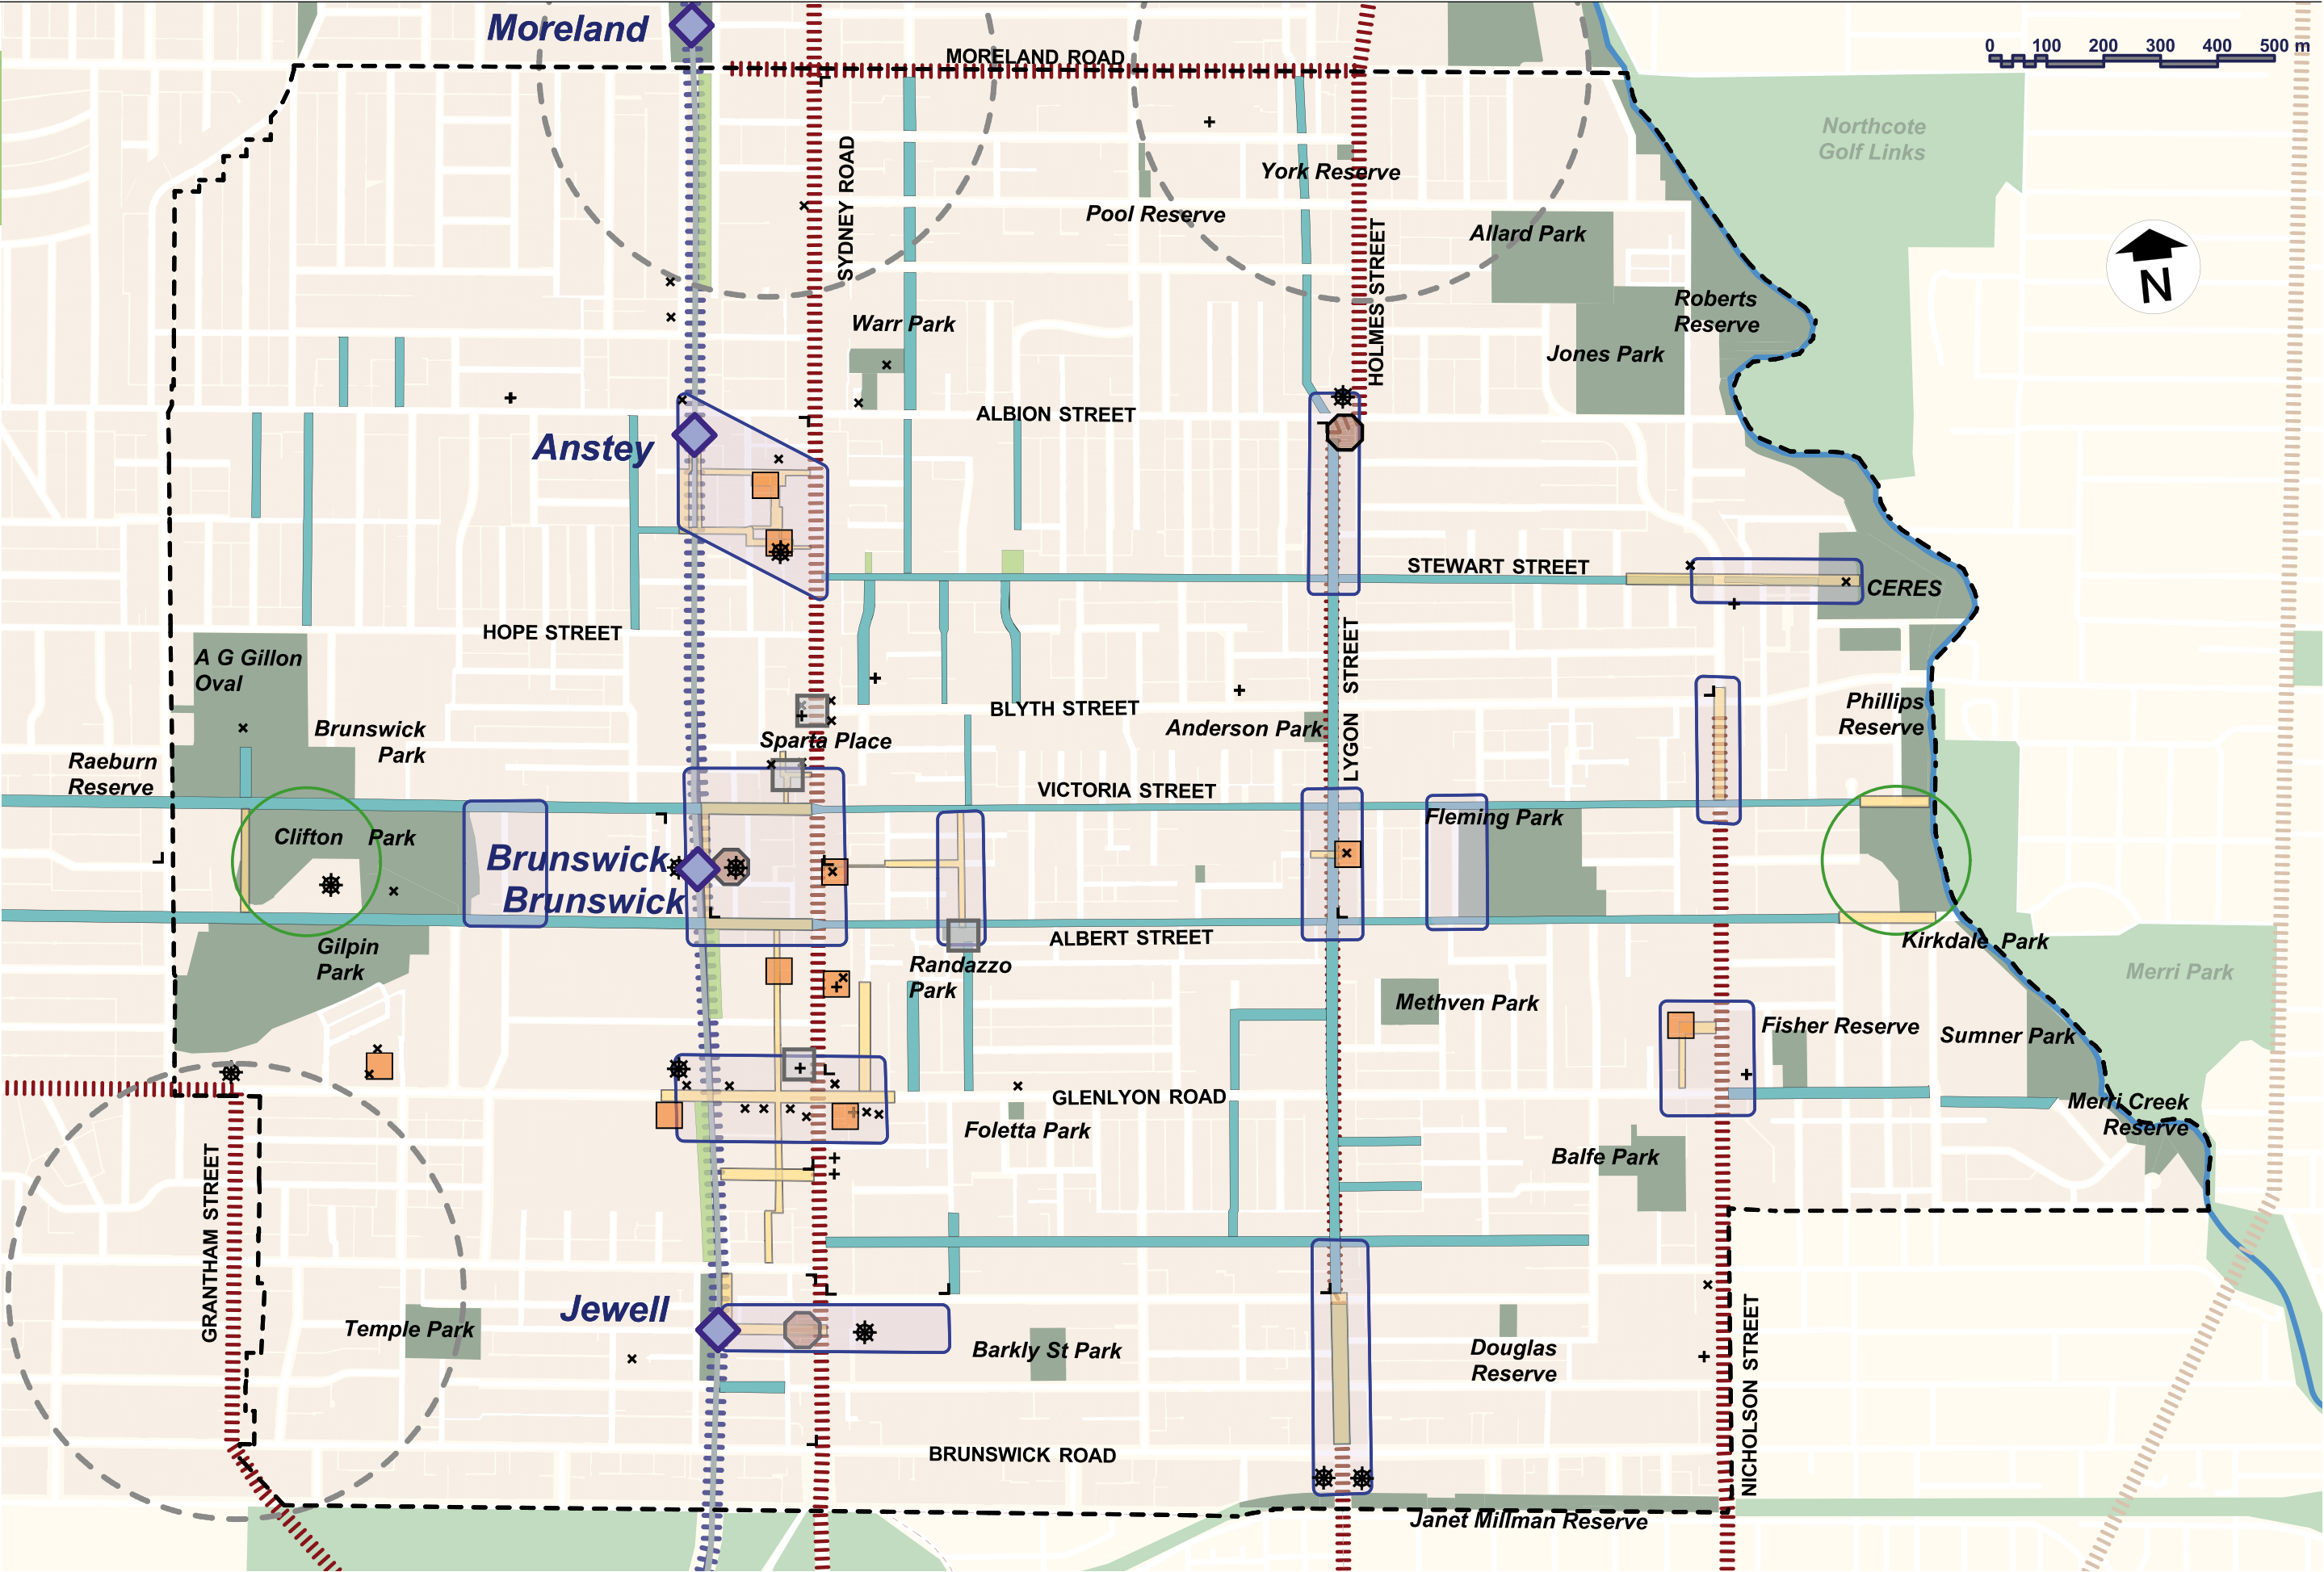 Moreland
MORELAND ROAD
0 100 200 300 400 500 m
Northcote
Golf Links
SYDNEY ROAD
York Reserve
Pool Reserve
Allard Park
HOLMES STREET
N
Roberts
Reserve
Warr Park
Jones Park
ALBION STREET
Anstey
STEWART STREET
CERES
HOPE STREET
A G Gillon
Oval
LYGON STREET
BLYTH STREET
Phillips
Reserve
Brunswick
Park
Anderson Park
Sparta Place
Raeburn
Reserve
VICTORIA STREET
Fleming Park
Clifton Park
Brunswick
Brunswick
ALBERT STREET
Kirkdale Park
Gilpin
Park
Randazzo
Park
Merri Park
Methven Park
Fisher Reserve
Sumner Park
GLENLYON ROAD
Merri Creek
Reserve
Foletta Park
Balfe Park
GRANTHAM STREET
Jewell
Temple Park
Barkly St Park
Douglas
Reserve
NICHOLSON STREET
BRUNSWICK ROAD
Janet Millman Reserve